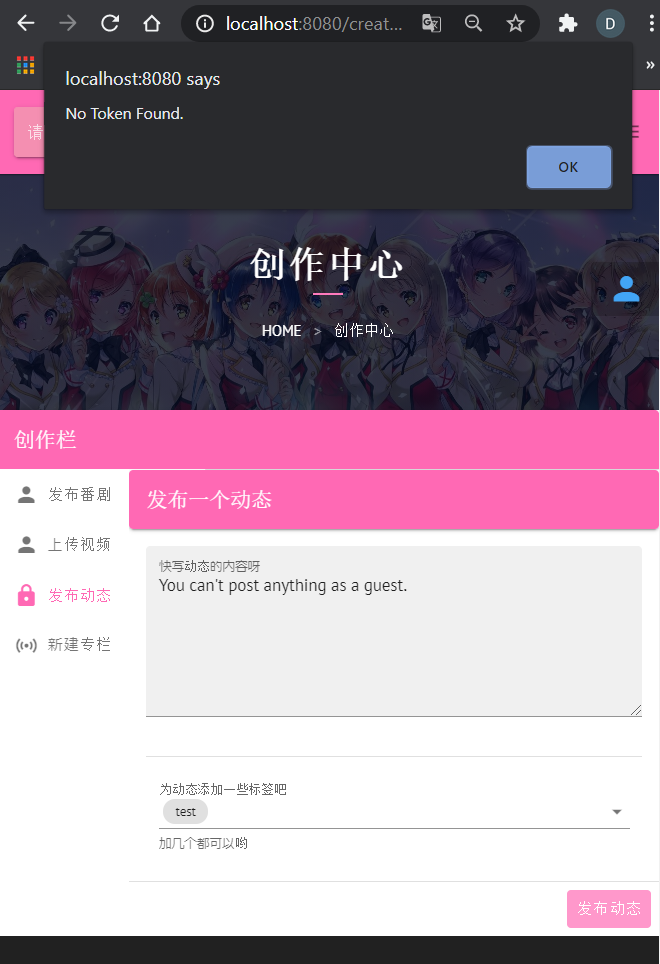 localhost:8080/creat...
D
»
localhost:8080 says
No Token Found.
OK
请
创作中心
HOME > 创作中心
创作栏
发布番剧
上传视频
发布动态
新建专栏
发布一个动态
快写动态的内容呀
You can't post anything as a guest.
为动态添加一些标签吧
test
加几个都可以哟
发布动态